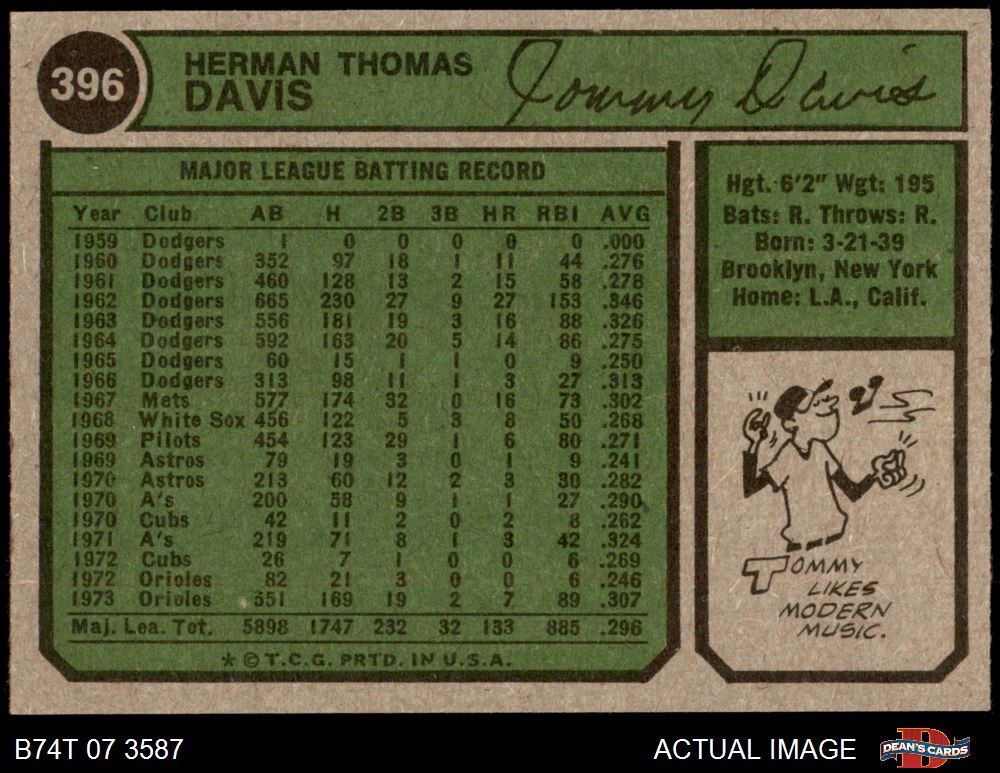 396
HERMAN THOMAS
DAVIS
Tommy Davis
MAJOR LEAGUE BATTING RECORD
Year Club AB H 2B 3B HR RBI AVG
1959 Dodgers 1 0 0 0 0 0 .000
1960 Dodgers 352 97 18 1 11 44 .276
1961 Dodgers 460 128 13 2 15 58 .278
1962 Dodgers 665 230 27 9 27 153 .346
1963 Dodgers 556 181 19 3 16 88 .326
1964 Dodgers 592 163 20 5 14 86 .275
1965 Dodgers 60 15 1 1 0 9 .250
1966 Dodgers 313 98 11 1 3 27 .313
1967 Mets 577 174 32 0 16 73 .302
1968 White Sox 456 122 5 3 8 50 .268
1969 Pilots 454 123 29 1 6 80 .271
1969 Astros 79 19 3 0 1 9 .241
1970 Astros 213 60 12 2 3 30 .282
1970 A's 200 58 9 1 1 27 .290
1970 Cubs 42 11 2 0 2 8 .262
1971 A's 219 71 8 1 3 42 .324
1972 Cubs 26 7 1 0 0 6 .269
1972 Orioles 82 21 3 0 0 6 .246
1973 Orioles 551 169 19 2 7 89 .307
Maj. Lea. Tot. 5898 1747 232 32 133 885 .296
* © T.C.G. PRTD. IN U.S.A.
Hgt. 6'2" Wgt: 195
Bats: R. Throws: R.
Born: 3-21-39
Brooklyn, New York
Home: L.A., Calif.
TOMMY
LIKES
MODERN
MUSIC.
B74T 07 3587
ACTUAL IMAGE
D
DEAN'S CARDS